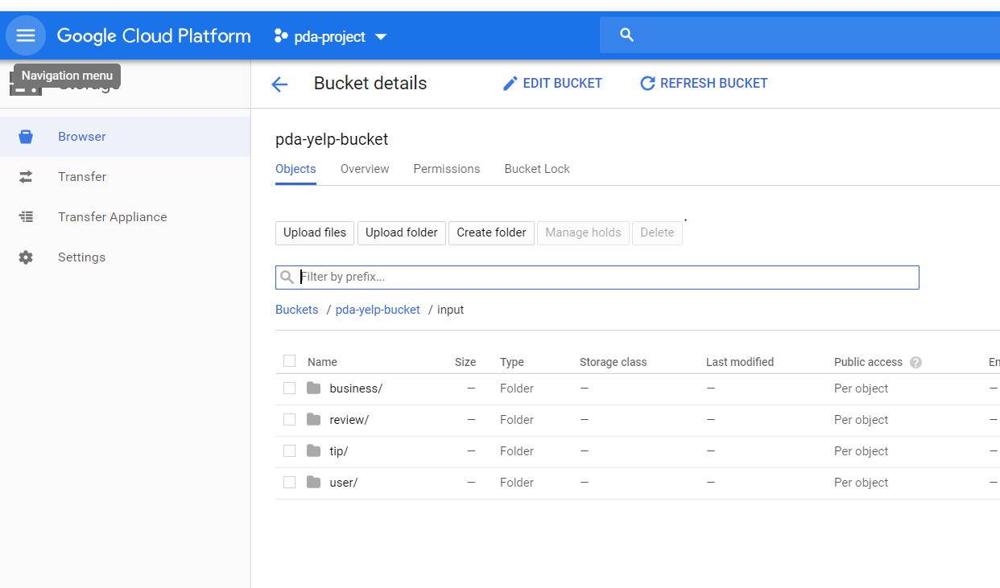 Google Cloud Platform pda-project
Navigation menu
Bucket details EDIT BUCKET REFRESH BUCKET
Browser
Transfer
Transfer Appliance
Settings
pda-yelp-bucket
Objects Overview Permissions Bucket Lock
Upload files Upload folder Create folder Manage holds Delete
Filter by prefix...
Buckets / pda-yelp-bucket / input
Name Size Type Storage class Last modified Public access ? En
business/ — Folder — — Per object —
review/ — Folder — — Per object —
tip/ — Folder — — Per object —
user/ — Folder — — Per object —